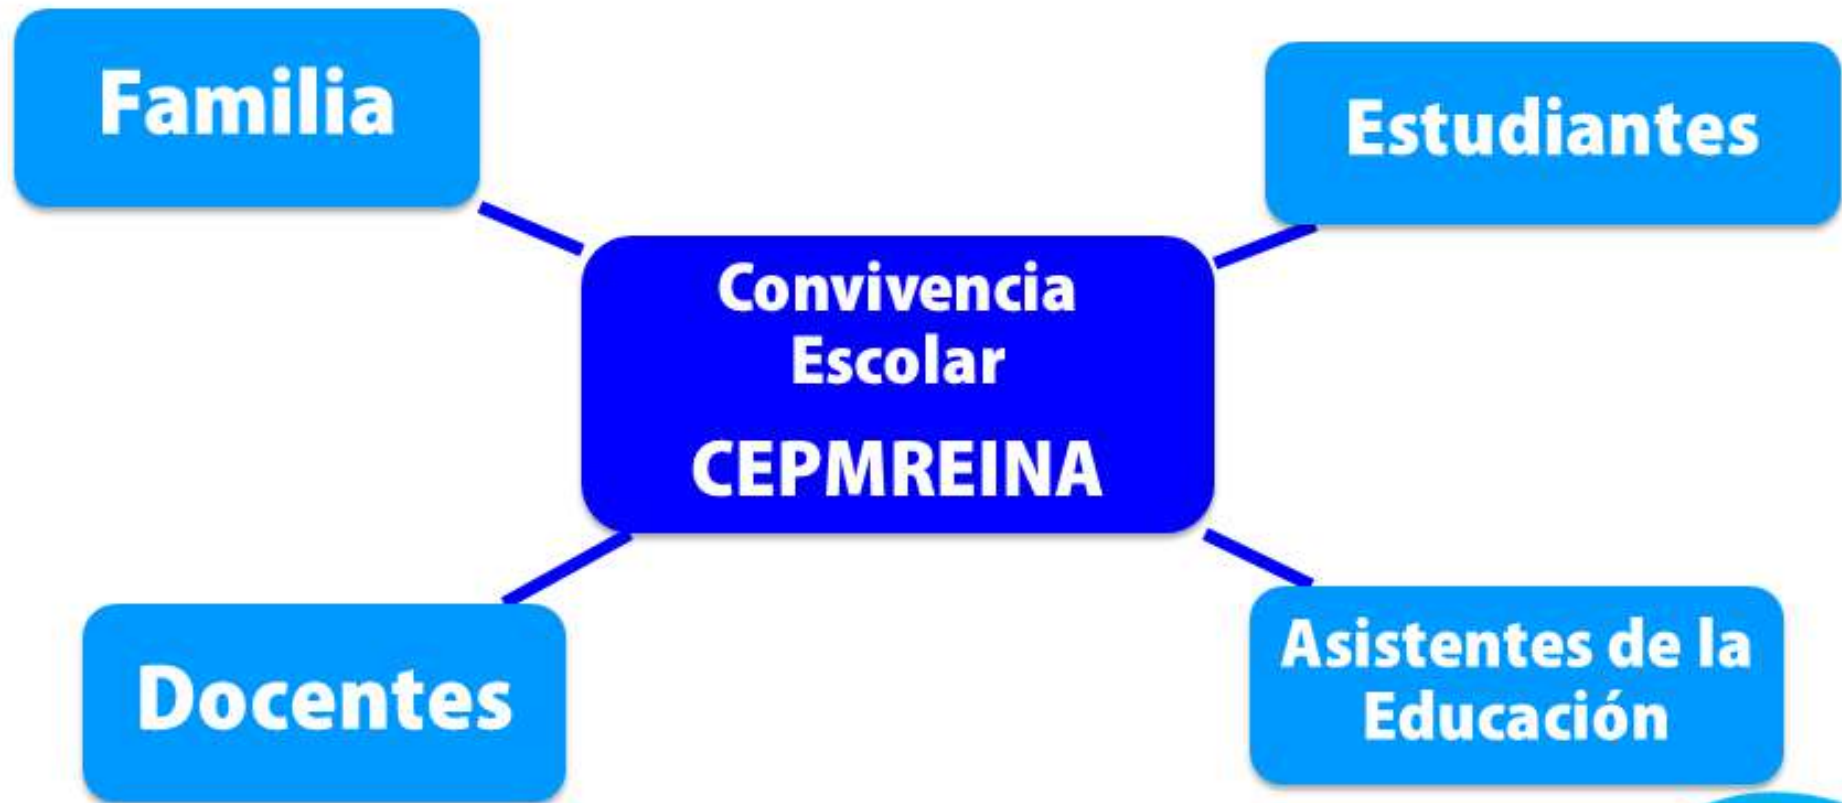 Familia
Estudiantes
Convivencia
Escolar
CEPMREINA
Docentes
Asistentes de la
Educación